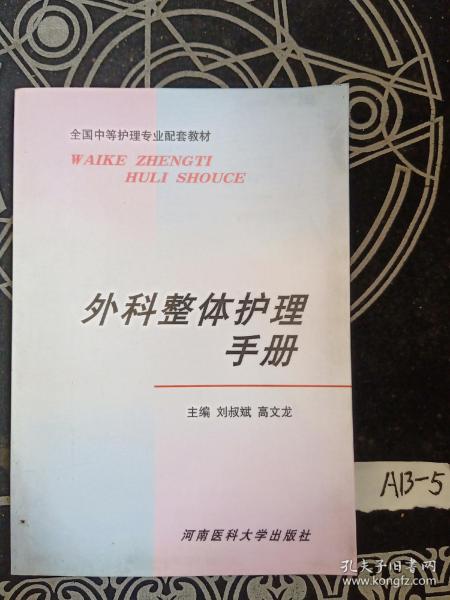 全国中等护理专业配套教材
WAIKE ZHENGTI
HULI SHOUCE
外科整体护理
手册
主编 刘叔斌 高文龙
河南医科大学出版社
A13-5
孔夫子旧书网
www.kongfz.com